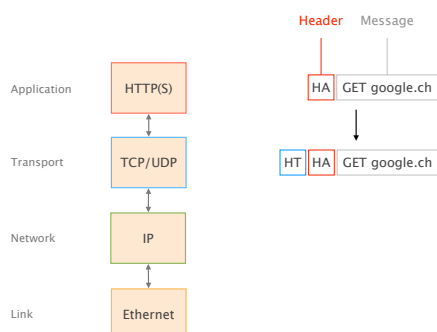 Header Message
Application HTTP(S) HA GET google.ch
Transport TCP/UDP HT HA GET google.ch
Network IP
Link Ethernet